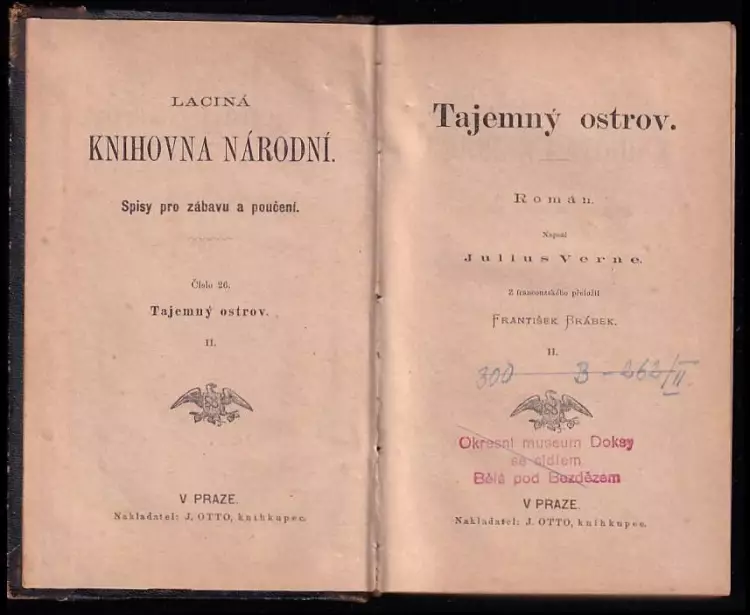 LACINÁ
KNIHOVNA NÁRODNÍ.
Spisy pro zábavu a poučení.
Číslo 26.
Tajemný ostrov.
II.
V PRAZE.
Nakladatel: J. OTTO, knihkupec.
Tajemný ostrov.
Román.
Napsal
Julius Verne.
Z francouzského přeložil
FRANTIŠEK BRÁBEK.
II.
300 B-262/II.
Okresní museum Doksy
se sídlem
Bělá pod Bezdězem
V PRAZE.
Nakladatel: J. OTTO, knihkupec.